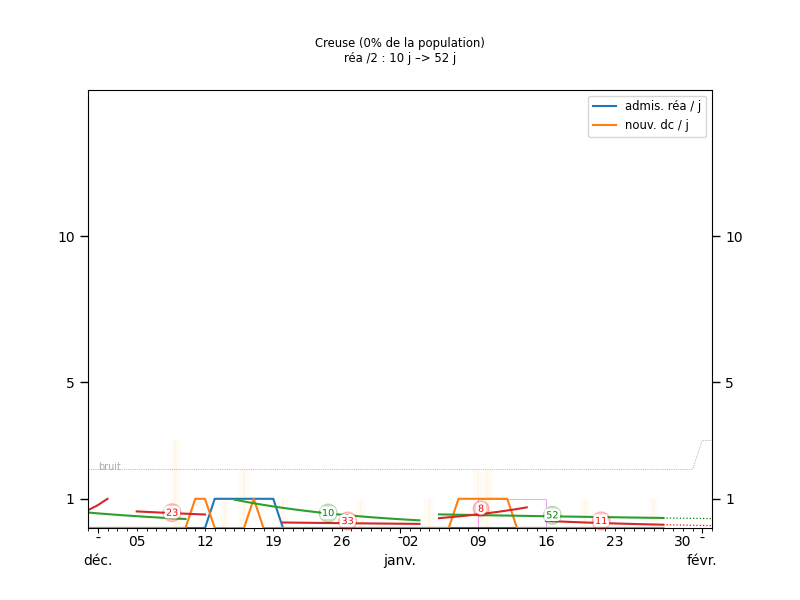 Creuse (0% de la population)
réa /2 : 10 j –> 52 j
admis. réa / j
nouv. dc / j
10 10
5 5
bruit
1 1
23 10 33 8 52 11
- 05 12 19 26 -02 09 16 23 30 -
déc. janv. févr.